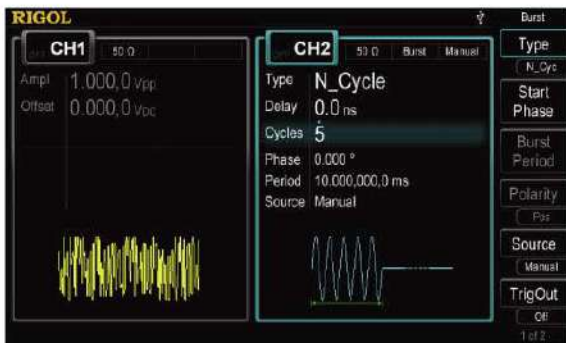 RIGOL
CH1
50 Ω
Ampl 1.000,0 Vpp
Offset 0.000,0 VDC
CH2
50 Ω Burst Manual
Type N_Cycle
Delay 0.0 ns
Cycles 5
Phase 0.000 °
Period 10.000,000,0 ms
Source Manual
Burst
Type
N_Cyc
Start
Phase
Burst
Period
Polarity
Pos
Source
Manual
TrigOut
Off
1 of 2